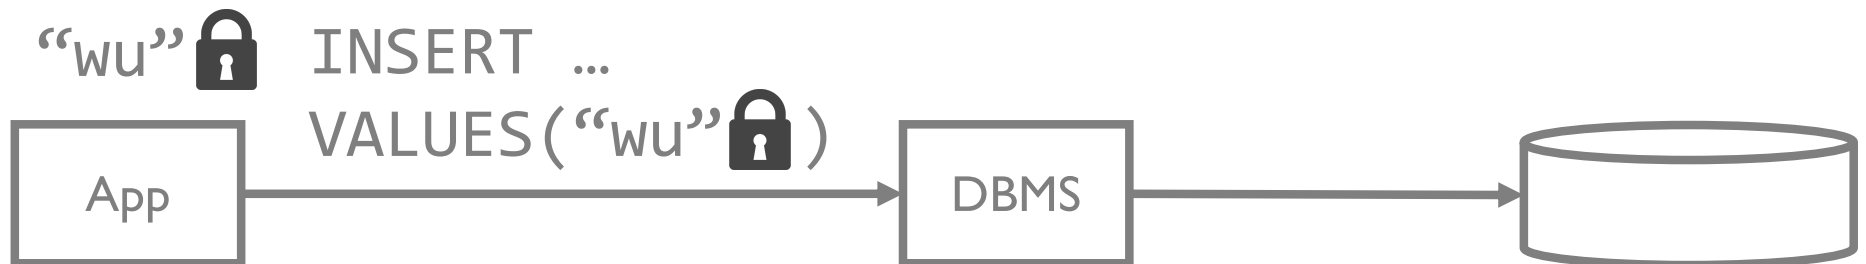 “wu”
INSERT …
VALUES(“wu” )
App
DBMS